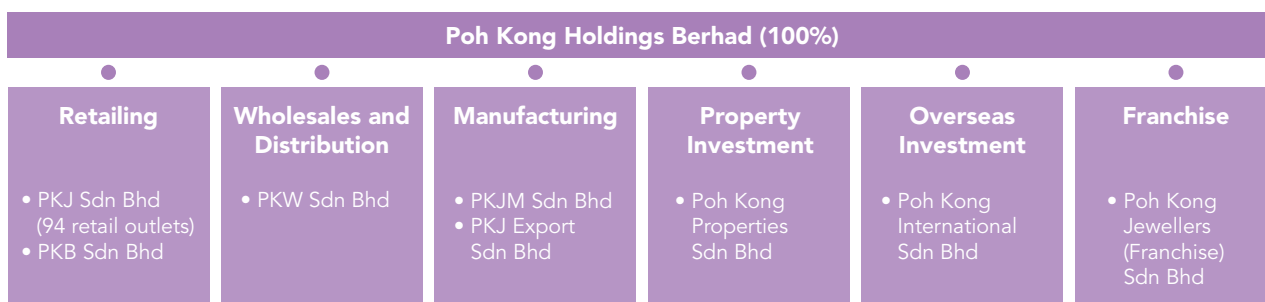 Poh Kong Holdings Berhad (100%)
Retailing
• PKJ Sdn Bhd
(94 retail outlets)
• PKB Sdn Bhd
Wholesales and
Distribution
• PKW Sdn Bhd
Manufacturing
• PKJM Sdn Bhd
• PKJ Export
Sdn Bhd
Property
Investment
• Poh Kong
Properties
Sdn Bhd
Overseas
Investment
• Poh Kong
International
Sdn Bhd
Franchise
• Poh Kong
Jewellers
(Franchise)
Sdn Bhd